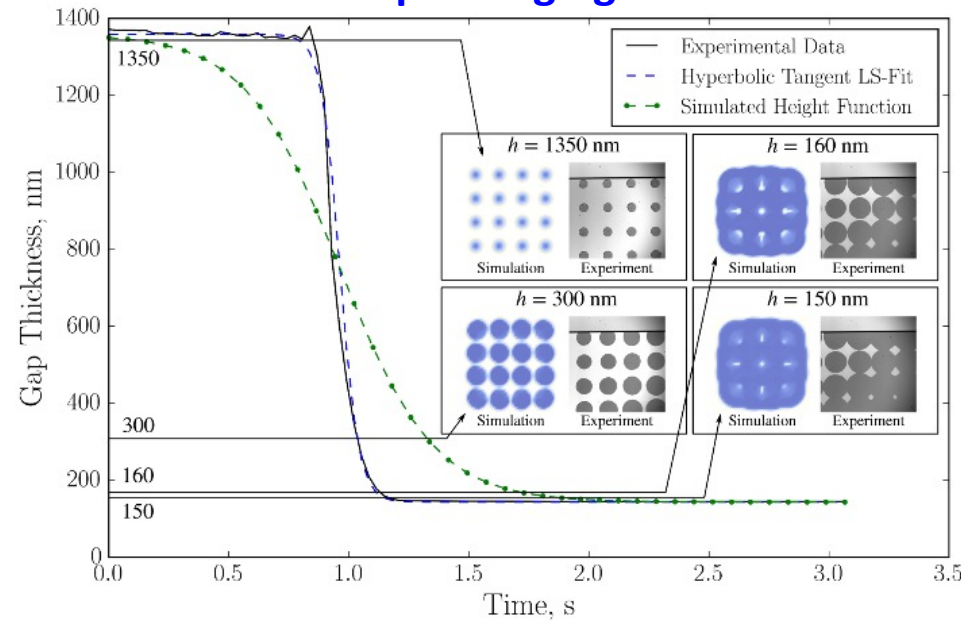 1400
1200
1000
800
600
400
200
0
Gap Thickness, nm
0.0 0.5 1.0 1.5 2.0 2.5 3.0 3.5
Time, s
1350
300
160
150
Experimental Data
Hyperbolic Tangent LS-Fit
Simulated Height Function
h = 1350 nm
Simulation Experiment
h = 160 nm
Simulation Experiment
h = 300 nm
Simulation Experiment
h = 150 nm
Simulation Experiment